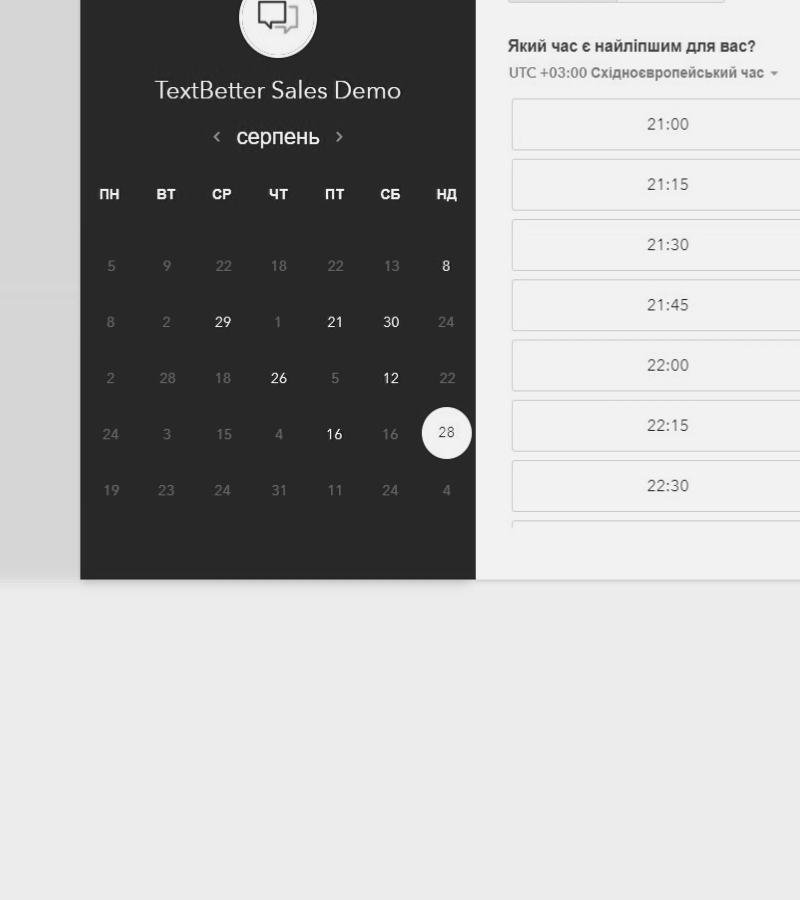 TextBetter Sales Demo
серпень
ПН ВТ СР ЧТ ПТ СБ НД
5 9 22 18 22 13 8
8 2 29 1 21 30 24
2 28 18 26 5 12 22
24 3 15 4 16 16 28
19 23 24 31 11 24 4
Який час є найліпшим для вас?
UTC +03:00 Східноєвропейський час
21:00
21:15
21:30
21:45
22:00
22:15
22:30